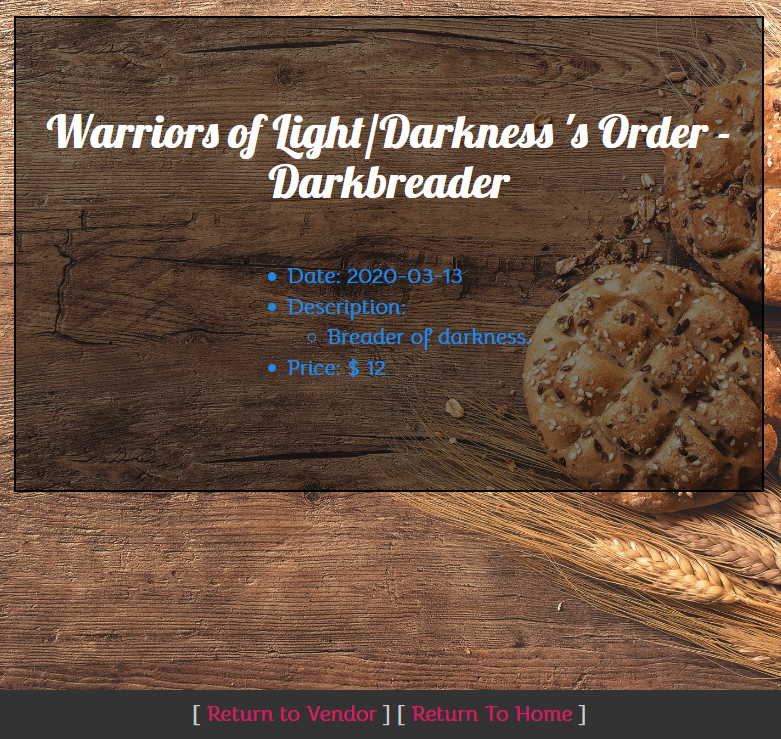 Warriors of Light/Darkness 's Order -
Darkbreader
Date: 2020-03-13
Description:
Breader of darkness.
Price: $ 12
[ Return to Vendor ] [ Return To Home ]